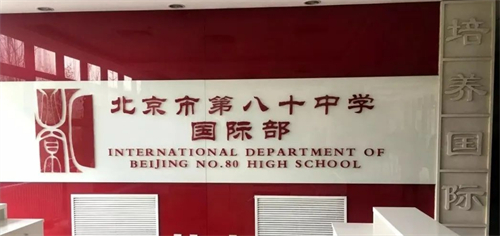 北京市第八十中学
国际部
INTERNATIONAL DEPARTMENT OF
BEIJING NO.80 HIGH SCHOOL
培养国际